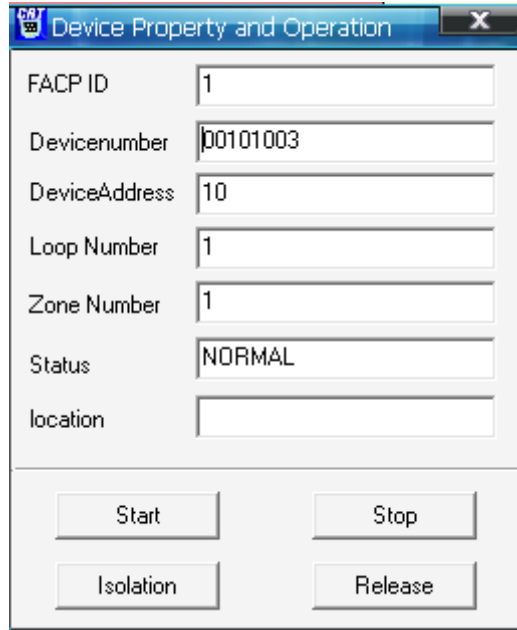 CRT Device Property and Operation X
FACP ID 1
Devicenumber 00101003
DeviceAddress 10
Loop Number 1
Zone Number 1
Status NORMAL
location
Start Stop
Isolation Release